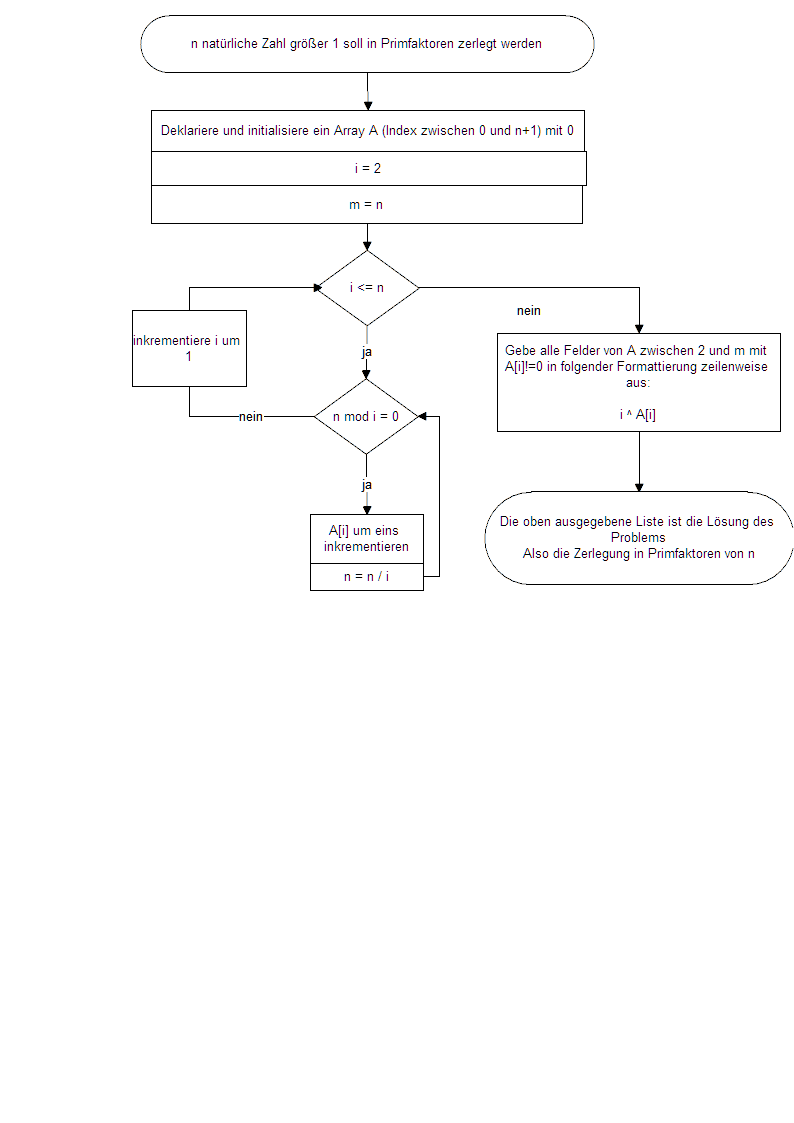 n natürliche Zahl größer 1 soll in Primfaktoren zerlegt werden
Deklariere und initialisiere ein Array A (Index zwischen 0 und n+1) mit 0
i = 2
m = n
i <= n
nein
inkrementiere i um
1
Gebe alle Felder von A zwischen 2 und m mit
A[i]!=0 in folgender Formattierung zeilenweise
aus:
i ^ A[i]
ja
n mod i = 0
nein
ja
A[i] um eins
inkrementieren
n = n / i
Die oben ausgegebene Liste ist die Lösung des
Problems
Also die Zerlegung in Primfaktoren von n